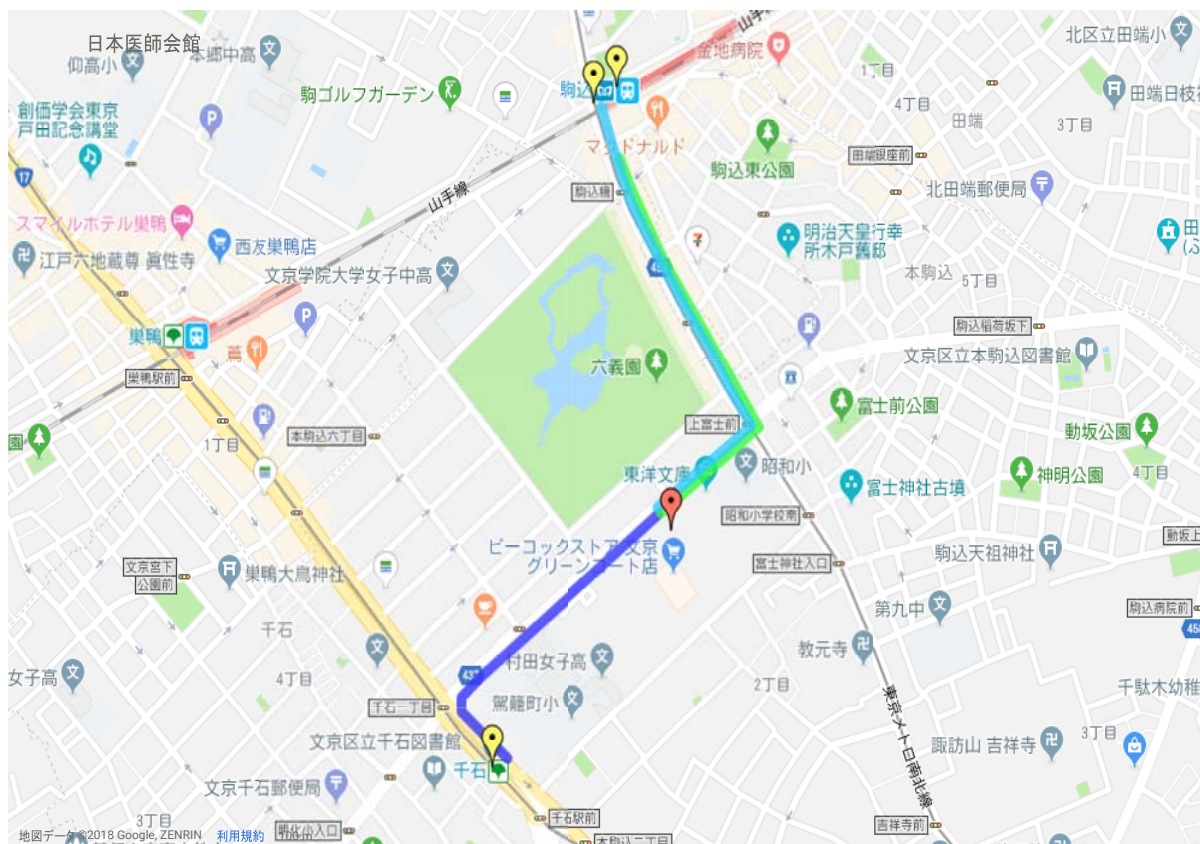 日本医師会館
仰高小
本郷中高
金地病院
北区立田端小
1丁目
駒ゴルフガーデン
駒込
4丁目
田端
3丁目
創価学会東京
戸田記念講堂
マクドナルド
駒込東公園
田端銀座前
北田端郵便局
17
山手線
駒込橋
スマイルホテル巣鴨
西友巣鴨店
江戸六地蔵尊 眞性寺
文京学院大学女子中高
明治天皇行幸
所木戸舊邸
本駒込
5丁目
巣鴨
蔦
六義園
駒込稲荷坂下
文京区立本駒込図書館
巣鴨駅前
富士前公園
上富士前
動坂公園
園
1丁目
本駒込六丁目
東洋文庫
昭和小
富士神社古墳
神明公園
4丁目
昭和小学校南
ピーコックストア 文京
グリーンコート店
富士神社入口
駒込天祖神社
動坂上
文京宮下
公園前
巣鴨大鳥神社
第九中
駒込病院前
千石
教元寺
村田女子高
437
女子高
4丁目
駕籠町小
2丁目
千駄木幼稚
千石一丁目
文京区立千石図書館
東京メトロ南北線
諏訪山 吉祥寺
3丁目
千石
文京千石郵便局
3丁目
千石駅前
吉祥寺前
地図データ ©2018 Google, ZENRIN
利用規約
100 m
本駒込二丁目